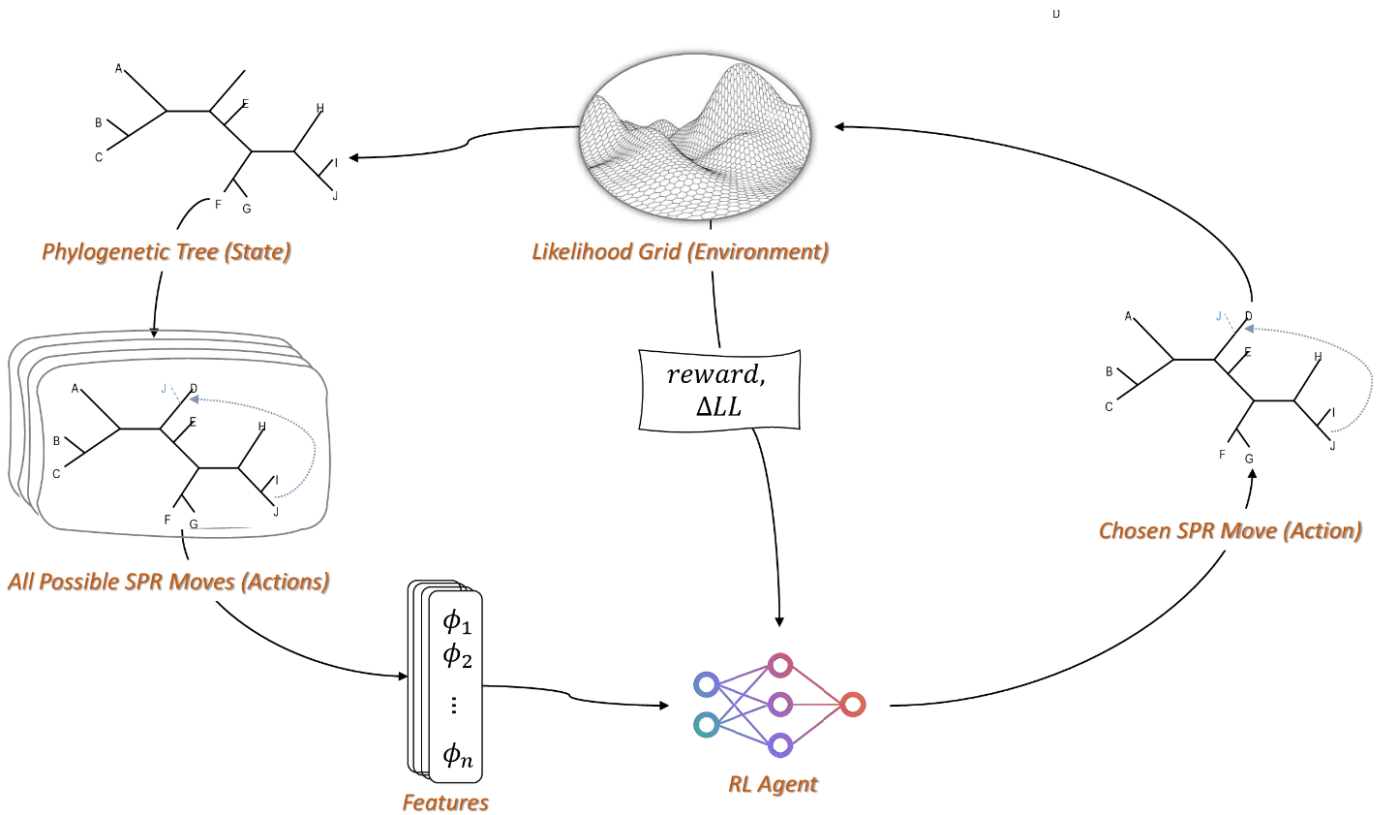 D
A
E
H
B
C
I
J
F
G
Phylogenetic Tree (State)
Likelihood Grid (Environment)
reward,
ΔLL
J
D
A
E
H
B
C
I
J
F
G
All Possible SPR Moves (Actions)
J
D
A
E
H
B
C
I
J
F
G
Chosen SPR Move (Action)
ϕ1
ϕ2
⋮
ϕn
Features
RL Agent